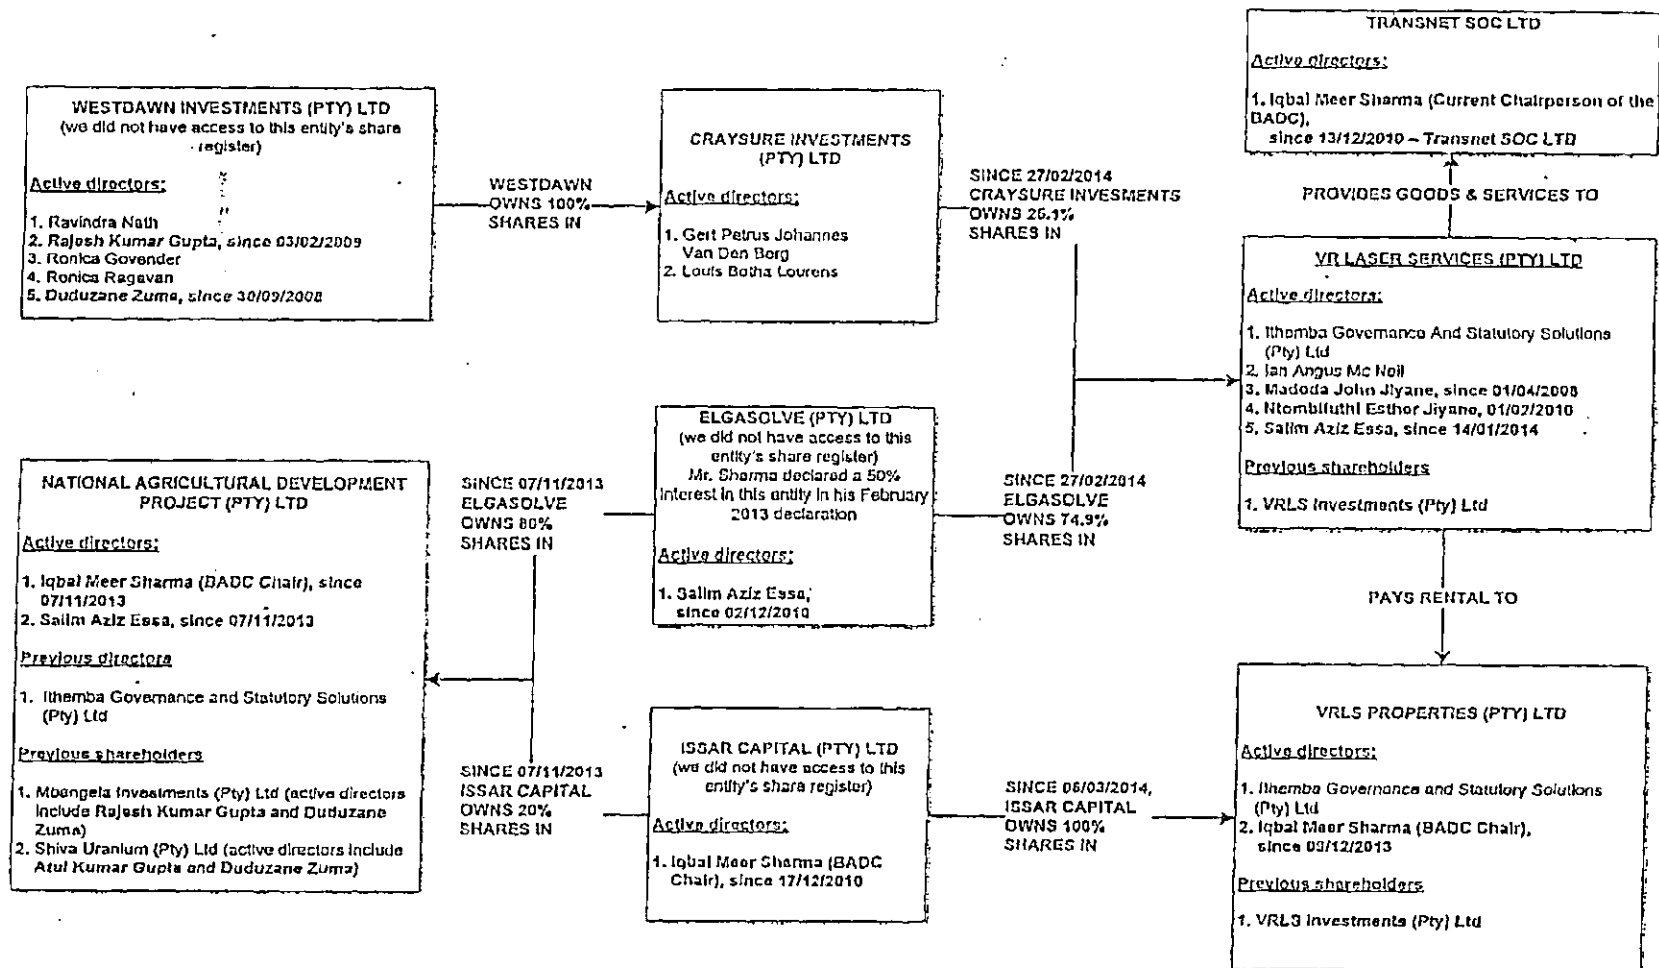 TRANSNET SOC LTD
Active directors:
1. Iqbal Meer Sharma (Current Chairperson of the
BADC),
since 13/12/2010 – Transnet SOC LTD
WESTDAWN INVESTMENTS (PTY) LTD
(we did not have access to this entity's share
register)
Active directors:
1. Ravindra Nath
2. Rajesh Kumar Gupta, since 03/02/2009
3. Ronica Govender
4. Ronica Ragavan
5. Duduzane Zuma, since 30/09/2008
WESTDAWN
OWNS 100%
SHARES IN
CRAYSURE INVESTMENTS
(PTY) LTD
Active directors:
1. Gert Petrus Johannes
Van Den Berg
2. Louis Botha Lourens
SINCE 27/02/2014
CRAYSURE INVESMENTS
OWNS 25.1%
SHARES IN
PROVIDES GOODS & SERVICES TO
VR LASER SERVICES (PTY) LTD
Active directors:
1. Ithemba Governance And Statutory Solutions
(Pty) Ltd
2. Ian Angus Mc Neil
3. Madoda John Jiyane, since 01/04/2008
4. Ntombifuthi Esther Jiyane, 01/02/2010
5. Salim Aziz Essa, since 14/01/2014
Previous shareholders
1. VRLS Investments (Pty) Ltd
NATIONAL AGRICULTURAL DEVELOPMENT
PROJECT (PTY) LTD
Active directors:
1. Iqbal Meer Sharma (BADC Chair), since
07/11/2013
2. Salim Aziz Essa, since 07/11/2013
Previous directors
1. Ithemba Governance and Statutory Solutions
(Pty) Ltd
Previous shareholders
1. Mbengela Investments (Pty) Ltd (active directors
include Rajesh Kumar Gupta and Duduzane
Zuma)
2. Shiva Uranium (Pty) Ltd (active directors include
Atul Kumar Gupta and Duduzane Zuma)
SINCE 07/11/2013
ELGASOLVE
OWNS 80%
SHARES IN
ELGASOLVE (PTY) LTD
(we did not have access to this
entity's share register)
Mr. Sharma declared a 50%
interest in this entity in his February
2013 declaration
Active directors:
1. Salim Aziz Essa,
since 02/12/2010
SINCE 27/02/2014
ELGASOLVE
OWNS 74.9%
SHARES IN
PAYS RENTAL TO
SINCE 07/11/2013
ISSAR CAPITAL
OWNS 20%
SHARES IN
ISSAR CAPITAL (PTY) LTD
(we did not have access to this
entity's share register)
Active directors:
1. Iqbal Meer Sharma (BADC
Chair), since 17/12/2010
SINCE 06/03/2014,
ISSAR CAPITAL
OWNS 100%
SHARES IN
VRLS PROPERTIES (PTY) LTD
Active directors:
1. Ithemba Governance and Statutory Solutions
(Pty) Ltd
2. Iqbal Meer Sharma (BADC Chair),
since 09/12/2013
Previous shareholders
1. VRLS Investments (Pty) Ltd